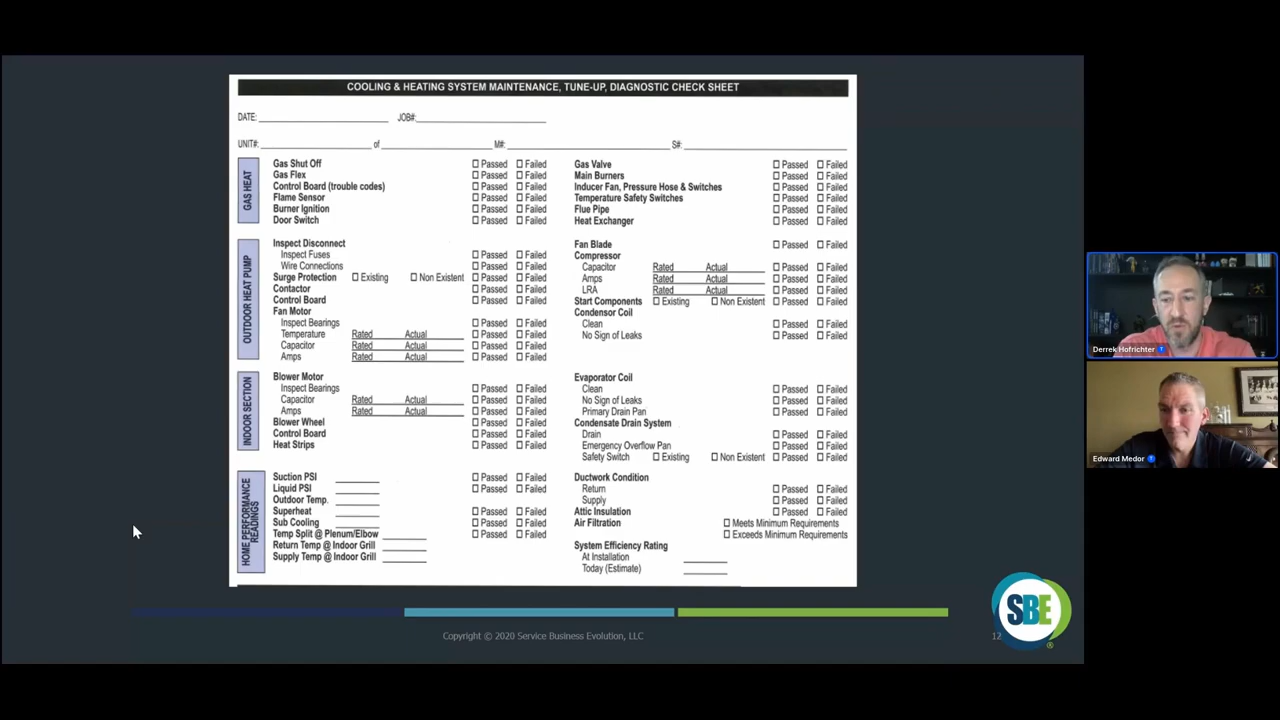 COOLING & HEATING SYSTEM MAINTENANCE, TUNE-UP, DIAGNOSTIC CHECK SHEET
DATE: JOB#:
UNIT#: of M#: S#:
GAS HEAT
Gas Shut Off Passed Failed
Gas Flex Passed Failed
Control Board (trouble codes) Passed Failed
Flame Sensor Passed Failed
Burner Ignition Passed Failed
Door Switch Passed Failed
Gas Valve Passed Failed
Main Burners Passed Failed
Inducer Fan, Pressure Hose & Switches Passed Failed
Temperature Safety Switches Passed Failed
Flue Pipe Passed Failed
Heat Exchanger Passed Failed
OUTDOOR HEAT PUMP
Inspect Disconnect
Inspect Fuses Passed Failed
Wire Connections Passed Failed
Surge Protection Existing Non Existent Passed Failed
Contactor Passed Failed
Control Board Passed Failed
Fan Motor
Inspect Bearings Passed Failed
Temperature Rated Actual Passed Failed
Capacitor Rated Actual Passed Failed
Amps Rated Actual Passed Failed
Fan Blade Passed Failed
Compressor
Capacitor Rated Actual Passed Failed
Amps Rated Actual Passed Failed
LRA Rated Actual Passed Failed
Start Components Existing Non Existent Passed Failed
Condensor Coil
Clean Passed Failed
No Sign of Leaks Passed Failed
INDOOR SECTION
Blower Motor
Inspect Bearings Passed Failed
Capacitor Rated Actual Passed Failed
Amps Rated Actual Passed Failed
Blower Wheel Passed Failed
Control Board Passed Failed
Heat Strips Passed Failed
Evaporator Coil
Clean Passed Failed
No Sign of Leaks Passed Failed
Primary Drain Pan Passed Failed
Condensate Drain System
Drain Passed Failed
Emergency Overflow Pan Passed Failed
Safety Switch Existing Non Existent Passed Failed
HOME PERFORMANCE
READINGS
Suction PSI Passed Failed
Liquid PSI Passed Failed
Outdoor Temp.
Superheat Passed Failed
Sub Cooling Passed Failed
Temp Split @ Plenum/Elbow Passed Failed
Return Temp @ Indoor Grill
Supply Temp @ Indoor Grill
Ductwork Condition
Return Passed Failed
Supply Passed Failed
Attic Insulation Passed Failed
Air Filtration Meets Minimum Requirements
Exceeds Minimum Requirements
System Efficiency Rating
At Installation
Today (Estimate)
Copyright © 2020 Service Business Evolution, LLC
12
SBE
®
Derrek Hofrichter
Edward Medor